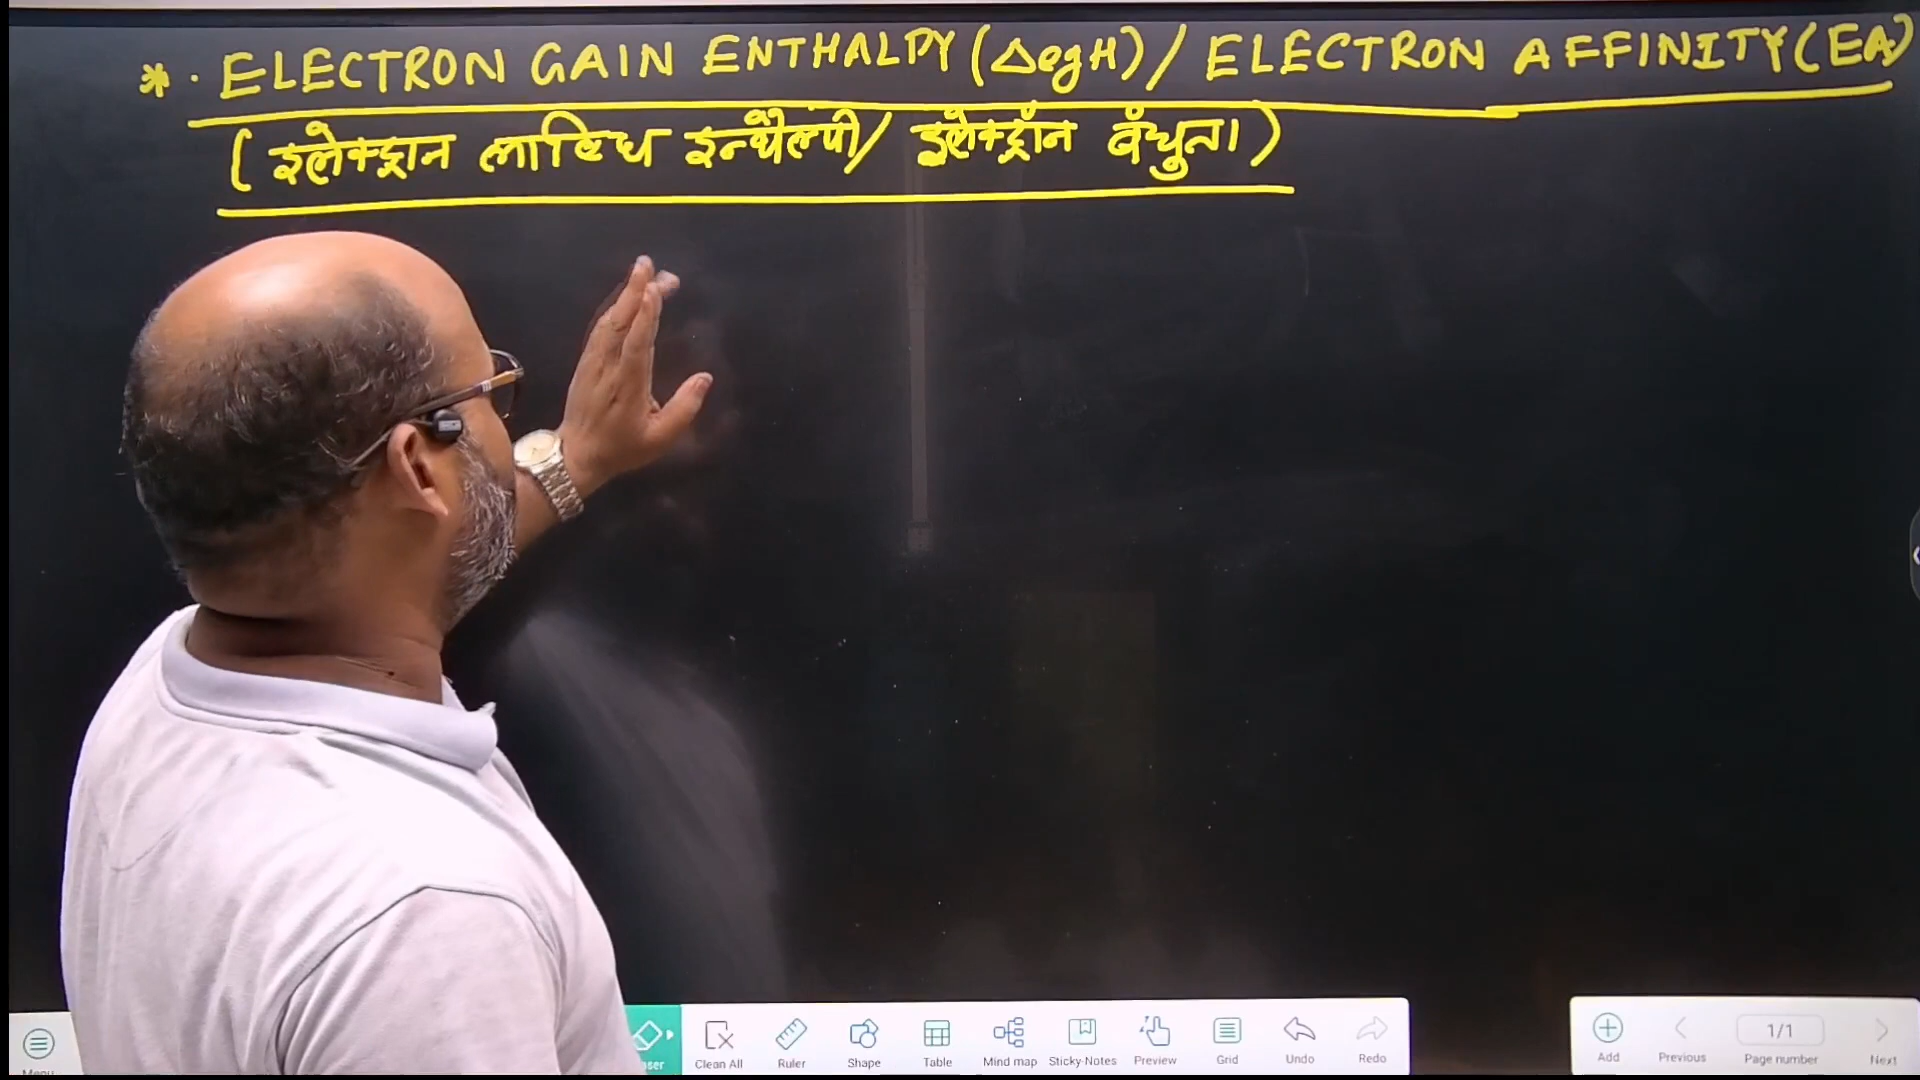 * . ELECTRON GAIN ENTHALPY (ΔegH) / ELECTRON AFFINITY (EA)
(इलेक्ट्रान लाब्धि इन्थैल्पी / इलेक्ट्रॉन बंधुता)
Menu
Clean All
Ruler
Shape
Table
Mind map
Sticky-Notes
Preview
Grid
Undo
Redo
Add
Previous
1/1
Page number
Next